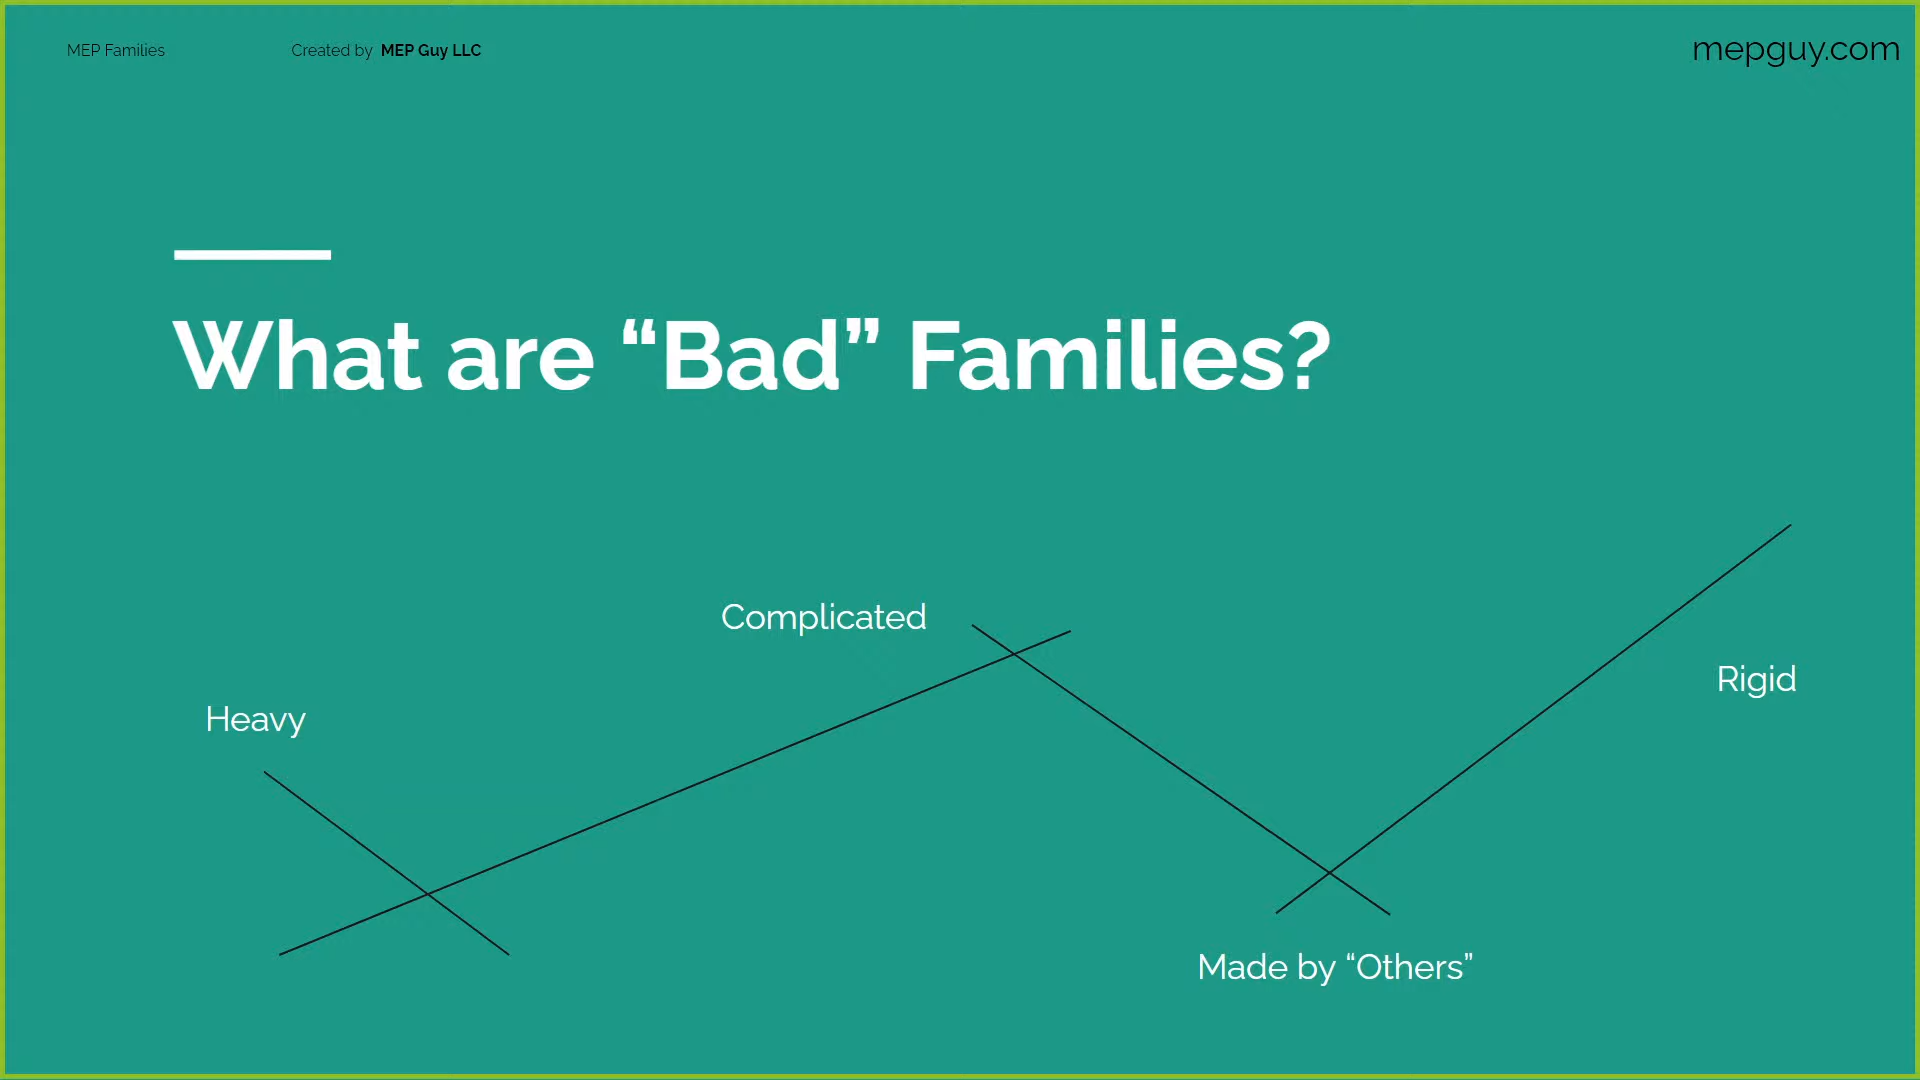 MEP Families
Created by MEP Guy LLC
mepguy.com
What are “Bad” Families?
Complicated
Rigid
Heavy
Made by “Others”